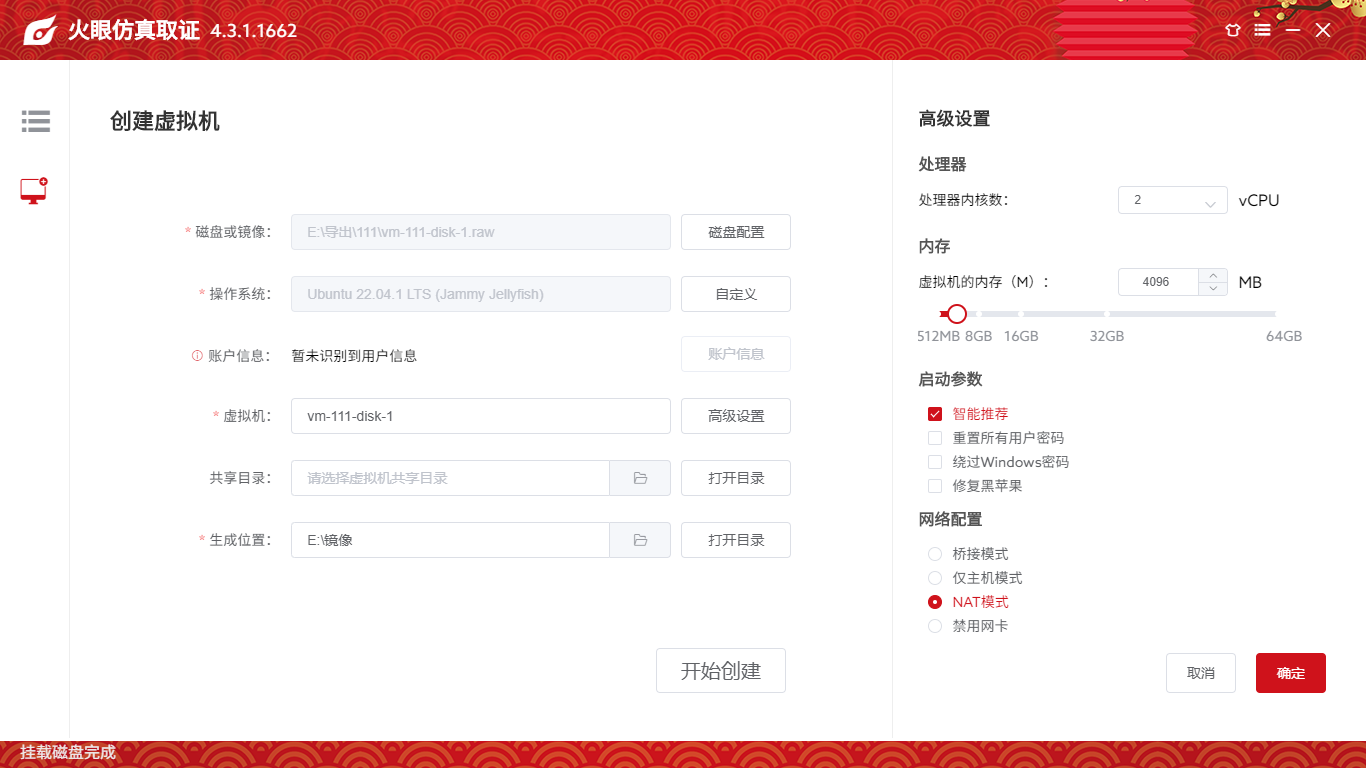 火眼仿真取证 4.3.1.1662
创建虚拟机
* 磁盘或镜像: E:\导出\111\vm-111-disk-1.raw 磁盘配置
* 操作系统: Ubuntu 22.04.1 LTS (Jammy Jellyfish) 自定义
账户信息: 暂未识别到用户信息 账户信息
* 虚拟机: vm-111-disk-1 高级设置
共享目录: 请选择虚拟机共享目录 打开目录
* 生成位置: E:\镜像 打开目录
开始创建
高级设置
处理器
处理器内核数: 2 vCPU
内存
虚拟机的内存（M）: 4096 MB
512MB 8GB 16GB 32GB 64GB
启动参数
智能推荐
重置所有用户密码
绕过Windows密码
修复黑苹果
网络配置
桥接模式
仅主机模式
NAT模式
禁用网卡
取消 确定
挂载磁盘完成